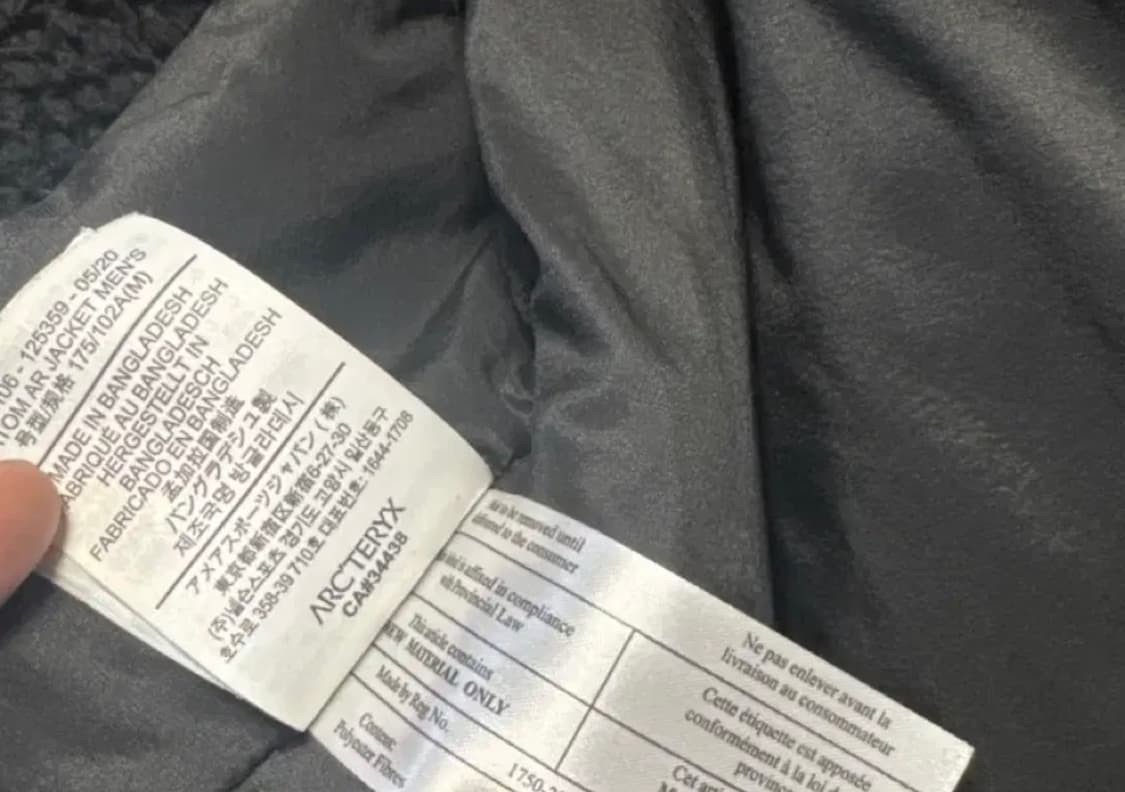 06 - 125359 - 05/20
ATOM AR JACKET MEN'S
号型/规格 175/102A(M)
MADE IN BANGLADESH
FABRIQUÉ AU BANGLADESH
HERGESTELLT IN
BANGLADESCH
FABRICADO EN BANGLADESH
孟加拉国制造
バングラデシュ製
제조국명 방글라데시
アメアスポーツジャパン (株)
東京都新宿区新宿6-27-30
(주)넬슨스포츠 경기도 고양시 일산동구
호수로 358-39 710호 대표번호:1644-1708
ARC'TERYX
CA#34438
to be removed until
delivered to the consumer
is affixed in compliance
with Provincial Law
This article contains
NEW MATERIAL ONLY
Made by Reg No.
Content:
Polyester Fibres
1750-
Ne pas enlever avant la
livraison au consommateur
Cette étiquette est apposée
conformément à la loi de
provinc
Cet arti